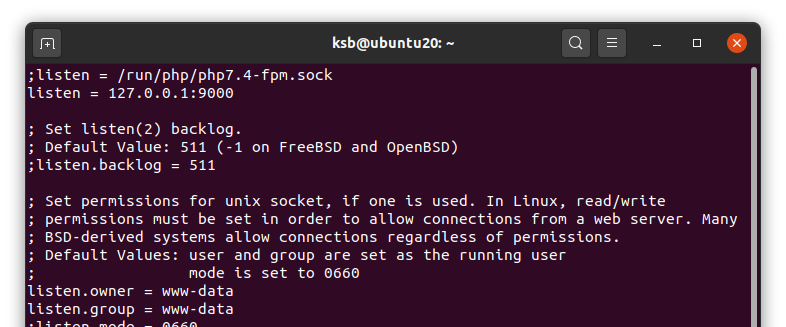 ksb@ubuntu20: ~
;listen = /run/php/php7.4-fpm.sock
listen = 127.0.0.1:9000
; Set listen(2) backlog.
; Default Value: 511 (-1 on FreeBSD and OpenBSD)
;listen.backlog = 511
; Set permissions for unix socket, if one is used. In Linux, read/write
; permissions must be set in order to allow connections from a web server. Many
; BSD-derived systems allow connections regardless of permissions.
; Default Values: user and group are set as the running user
;                 mode is set to 0660
listen.owner = www-data
listen.group = www-data
;listen.mode = 0660